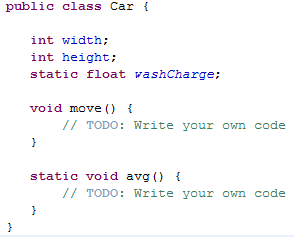 public class Car {
int width;
int height;
static float washCharge;
void move() {
// TODO: Write your own code
}
static void avg() {
// TODO: Write your own code
}
}